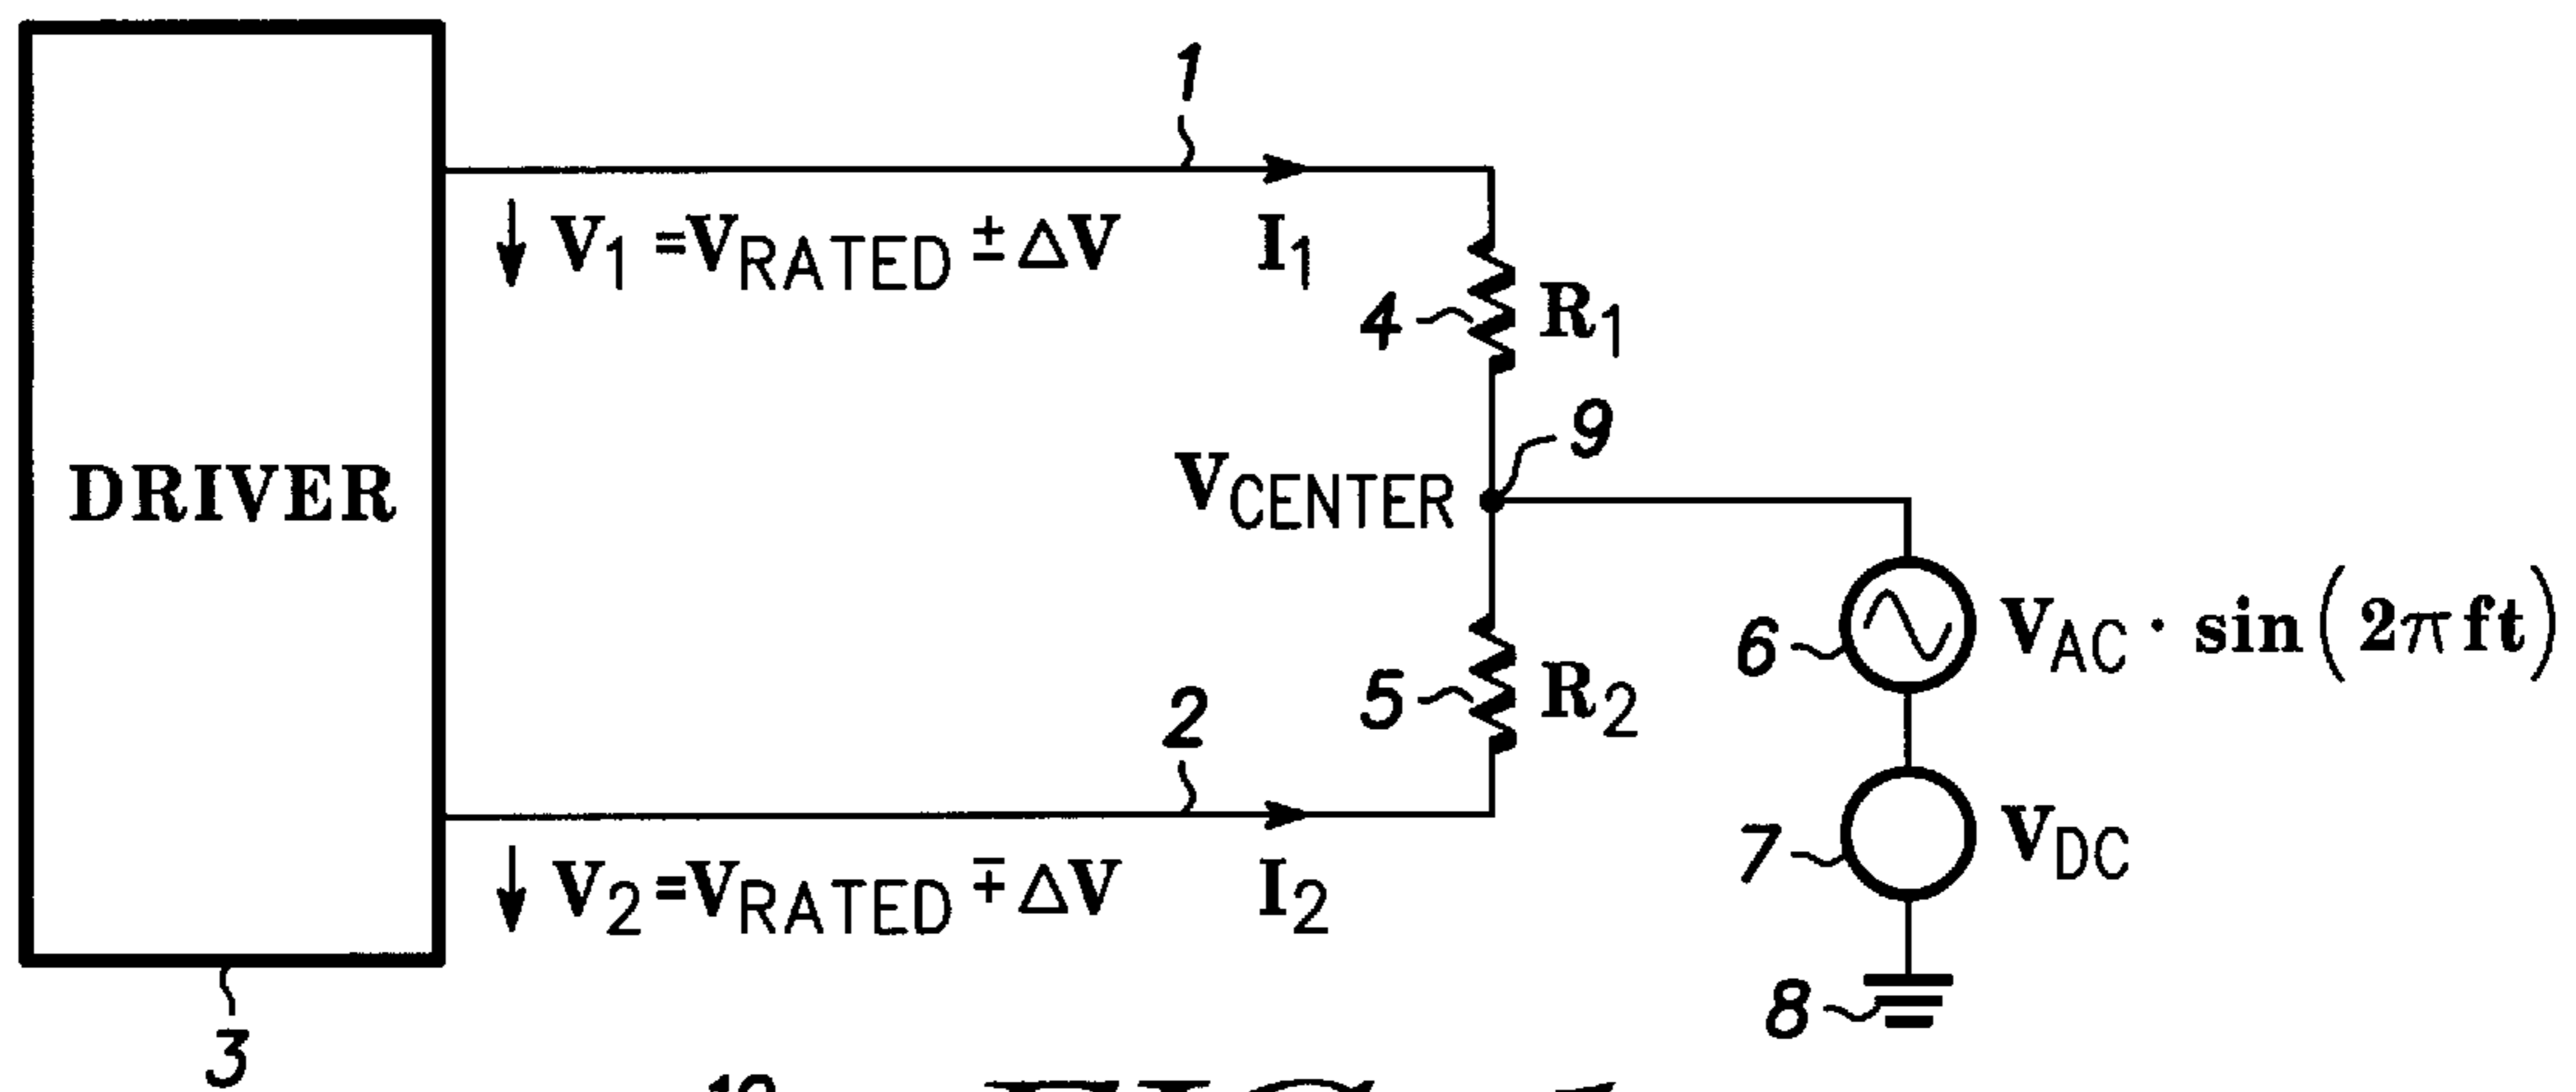 1
V1 =VRATED ± ΔV
I1
4
R1
9
DRIVER
VCENTER
6
VAC · sin(2πft)
5
R2
2
7
VDC
V2 =VRATED ∓ ΔV
I2
8
3